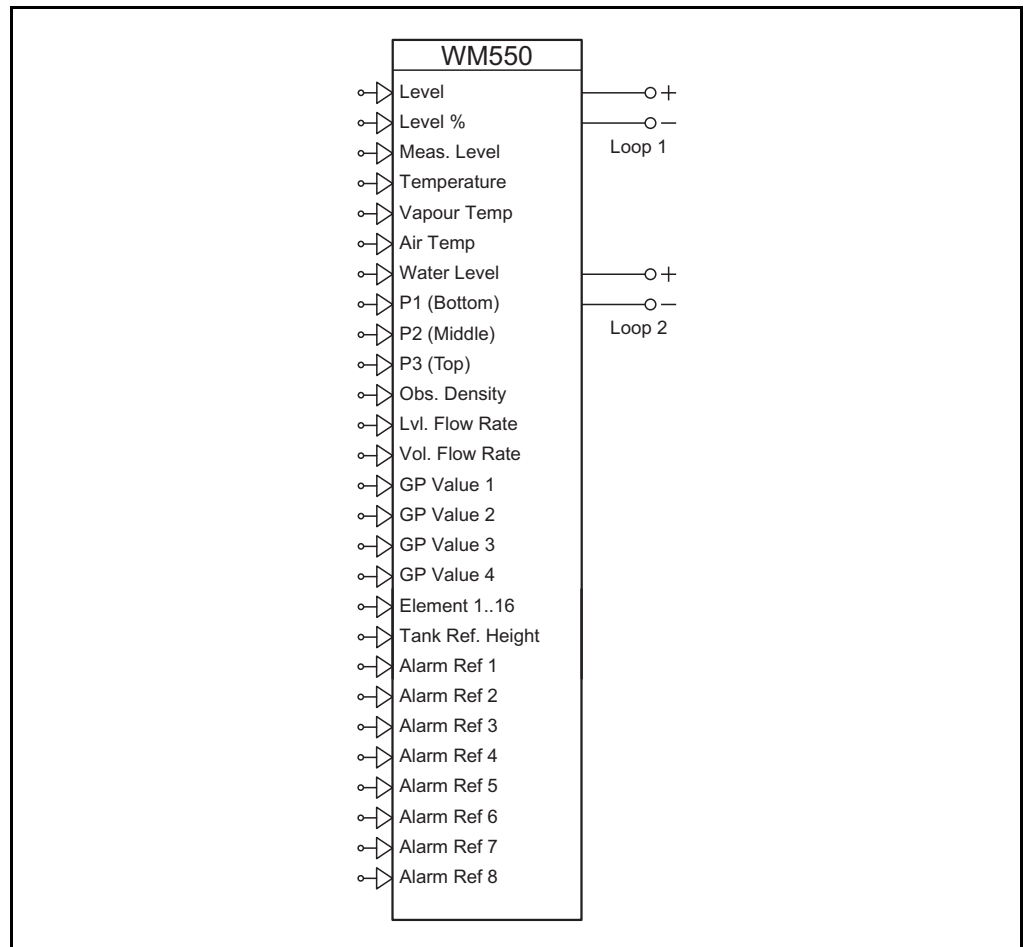 WM550
Level
Level %
Meas. Level
Temperature
Vapour Temp
Air Temp
Water Level
P1 (Bottom)
P2 (Middle)
P3 (Top)
Obs. Density
Lvl. Flow Rate
Vol. Flow Rate
GP Value 1
GP Value 2
GP Value 3
GP Value 4
Element 1..16
Tank Ref. Height
Alarm Ref 1
Alarm Ref 2
Alarm Ref 3
Alarm Ref 4
Alarm Ref 5
Alarm Ref 6
Alarm Ref 7
Alarm Ref 8
+
−
Loop 1
+
−
Loop 2